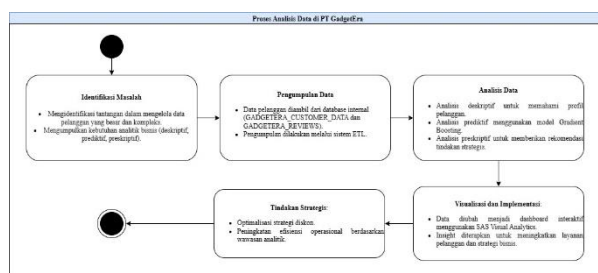 Proses Analisis Data di PT GadgetEra
Identifikasi Masalah
Mengidentifikasi tantangan dalam mengelola data
pelanggan yang besar dan kompleks.
Mengumpulkan kebutuhan analitik bisnis (deskriptif,
prediktif, preskriptif).
Pengumpulan Data
Data pelanggan diambil dari database internal
(GADGETERA_CUSTOMER_DATA dan
GADGETERA_REVIEWS).
Pengumpulan dilakukan melalui sistem ETL.
Analisis Data
Analisis deskriptif untuk memahami profil
pelanggan.
Analisis prediktif menggunakan model Gradient
Boosting.
Analisis preskriptif untuk memberikan rekomendasi
tindakan strategis.
Tindakan Strategis:
Optimalisasi strategi diskon.
Peningkatan efisiensi operasional berdasarkan
wawasan analitik.
Visualisasi dan Implementasi:
Data diubah menjadi dashboard interaktif
menggunakan SAS Visual Analytics.
Insight diterapkan untuk meningkatkan layanan
pelanggan dan strategi bisnis.